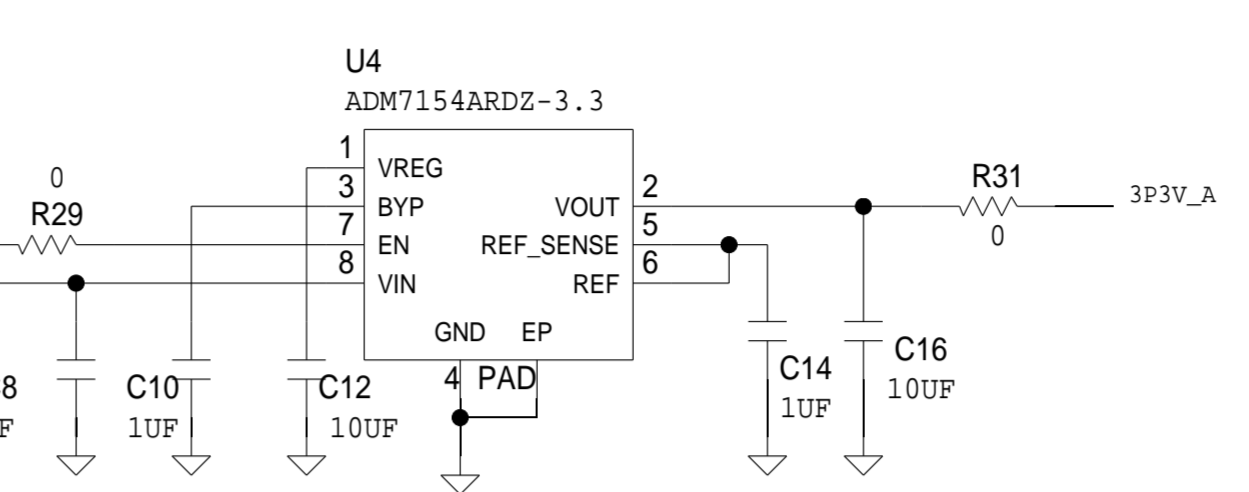 U4
ADM7154ARDZ-3.3
1
VREG
3
BYP
7
EN
8
VIN
0
R29
VOUT
2
REF_SENSE
5
REF
6
GND
EP
4
PAD
R31
0
3P3V_A
8
F
C10
1UF
C12
10UF
C14
1UF
C16
10UF